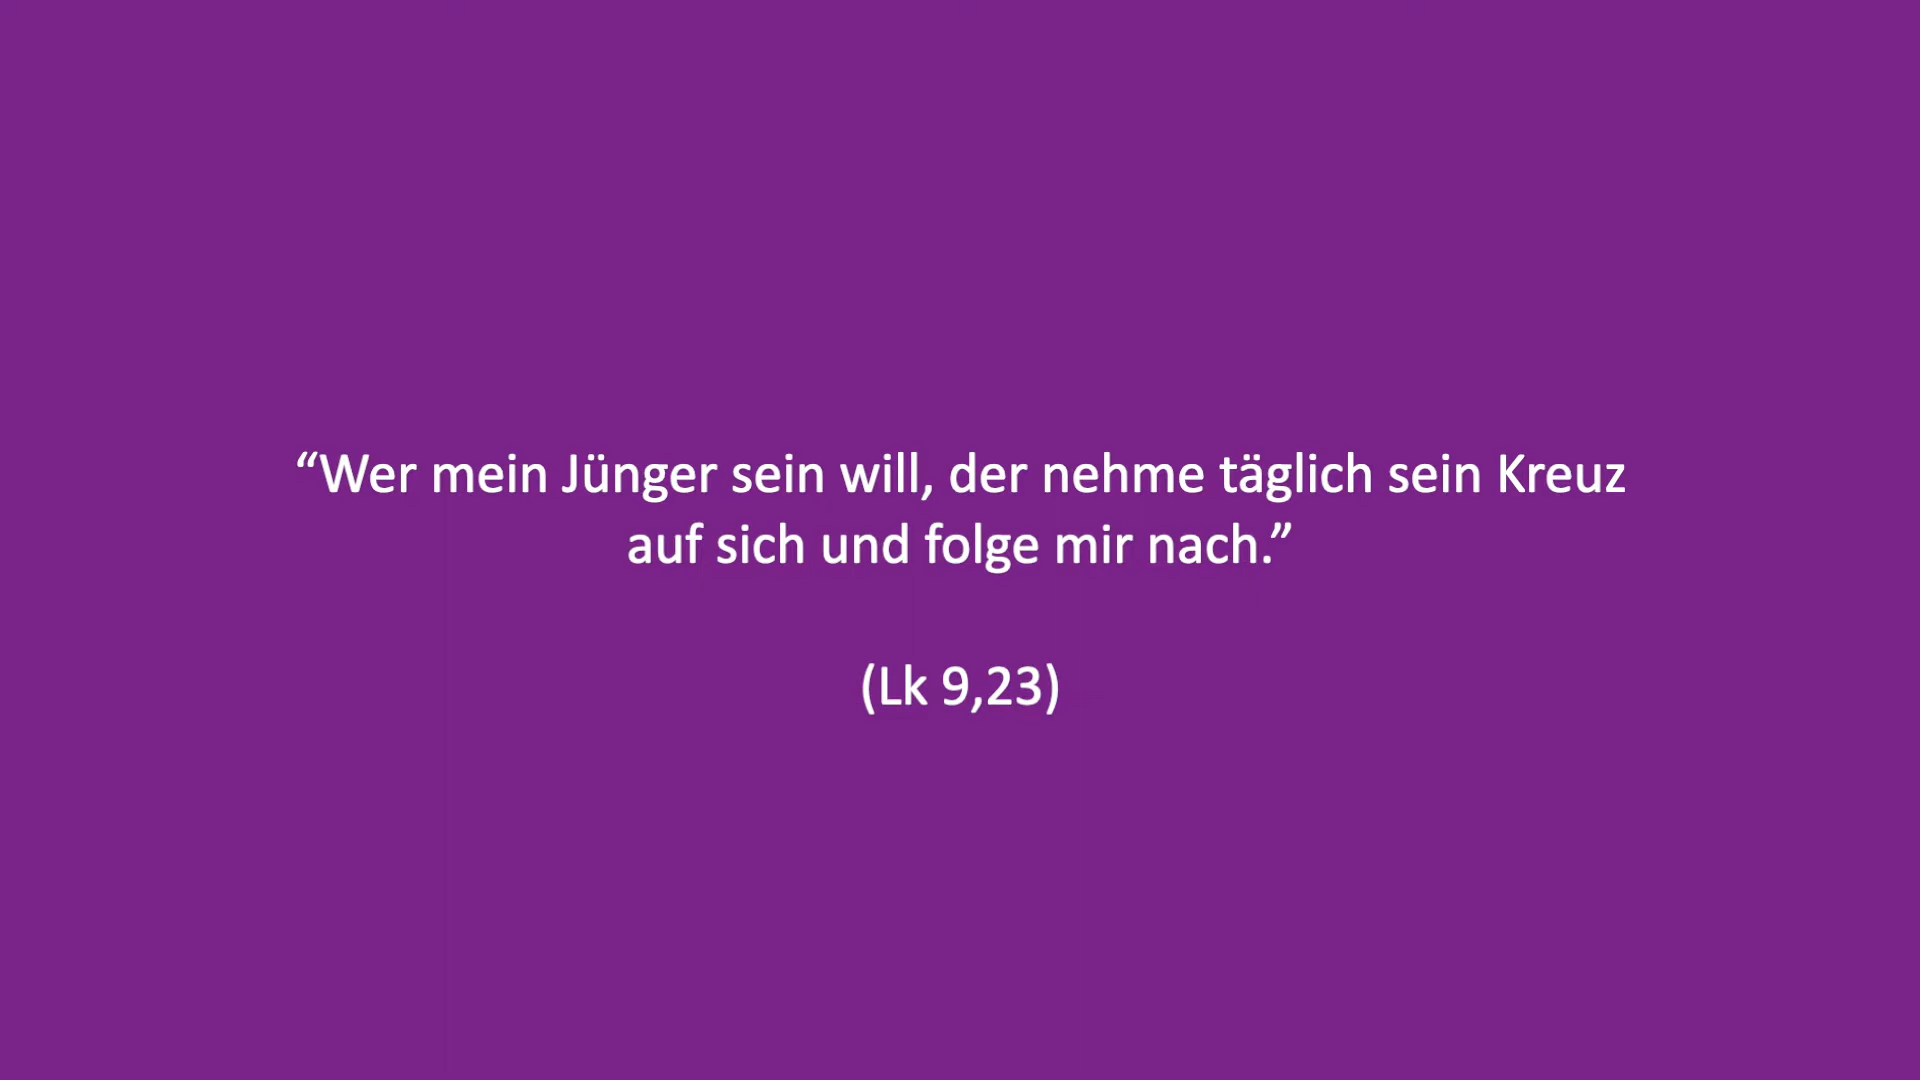 “Wer mein Jünger sein will, der nehme täglich sein Kreuz
auf sich und folge mir nach.”
(Lk 9,23)